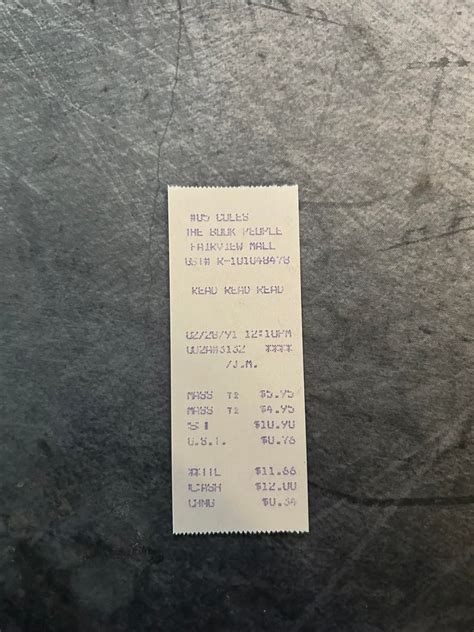 #05 COLES
THE BOOK PEOPLE
FAIRVIEW MALL
GST# R-101048478
READ READ READ
02/28/91 12:10PM
002A#3132 ****
/J.M.
MASS T2 $5.95
MASS T2 $4.95
ST $10.90
G.S.T. $0.76
**TTL $11.66
CASH $12.00
CHNG $0.34